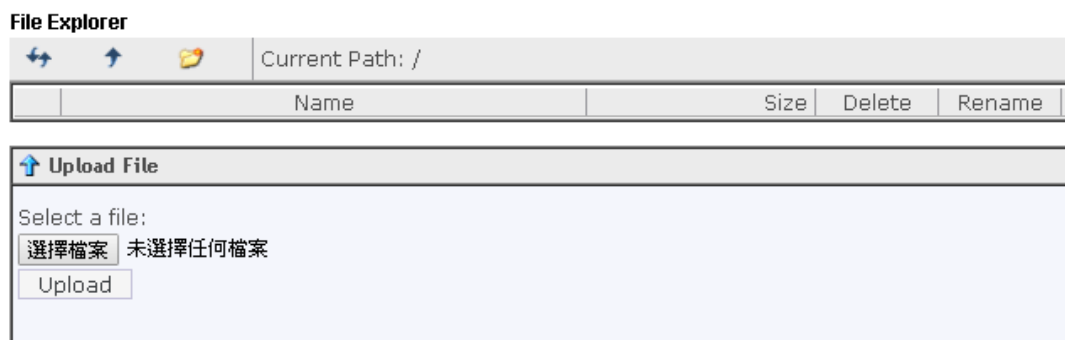 File Explorer
Current Path: /
Name Size Delete Rename
Upload File
Select a file:
選擇檔案 未選擇任何檔案
Upload